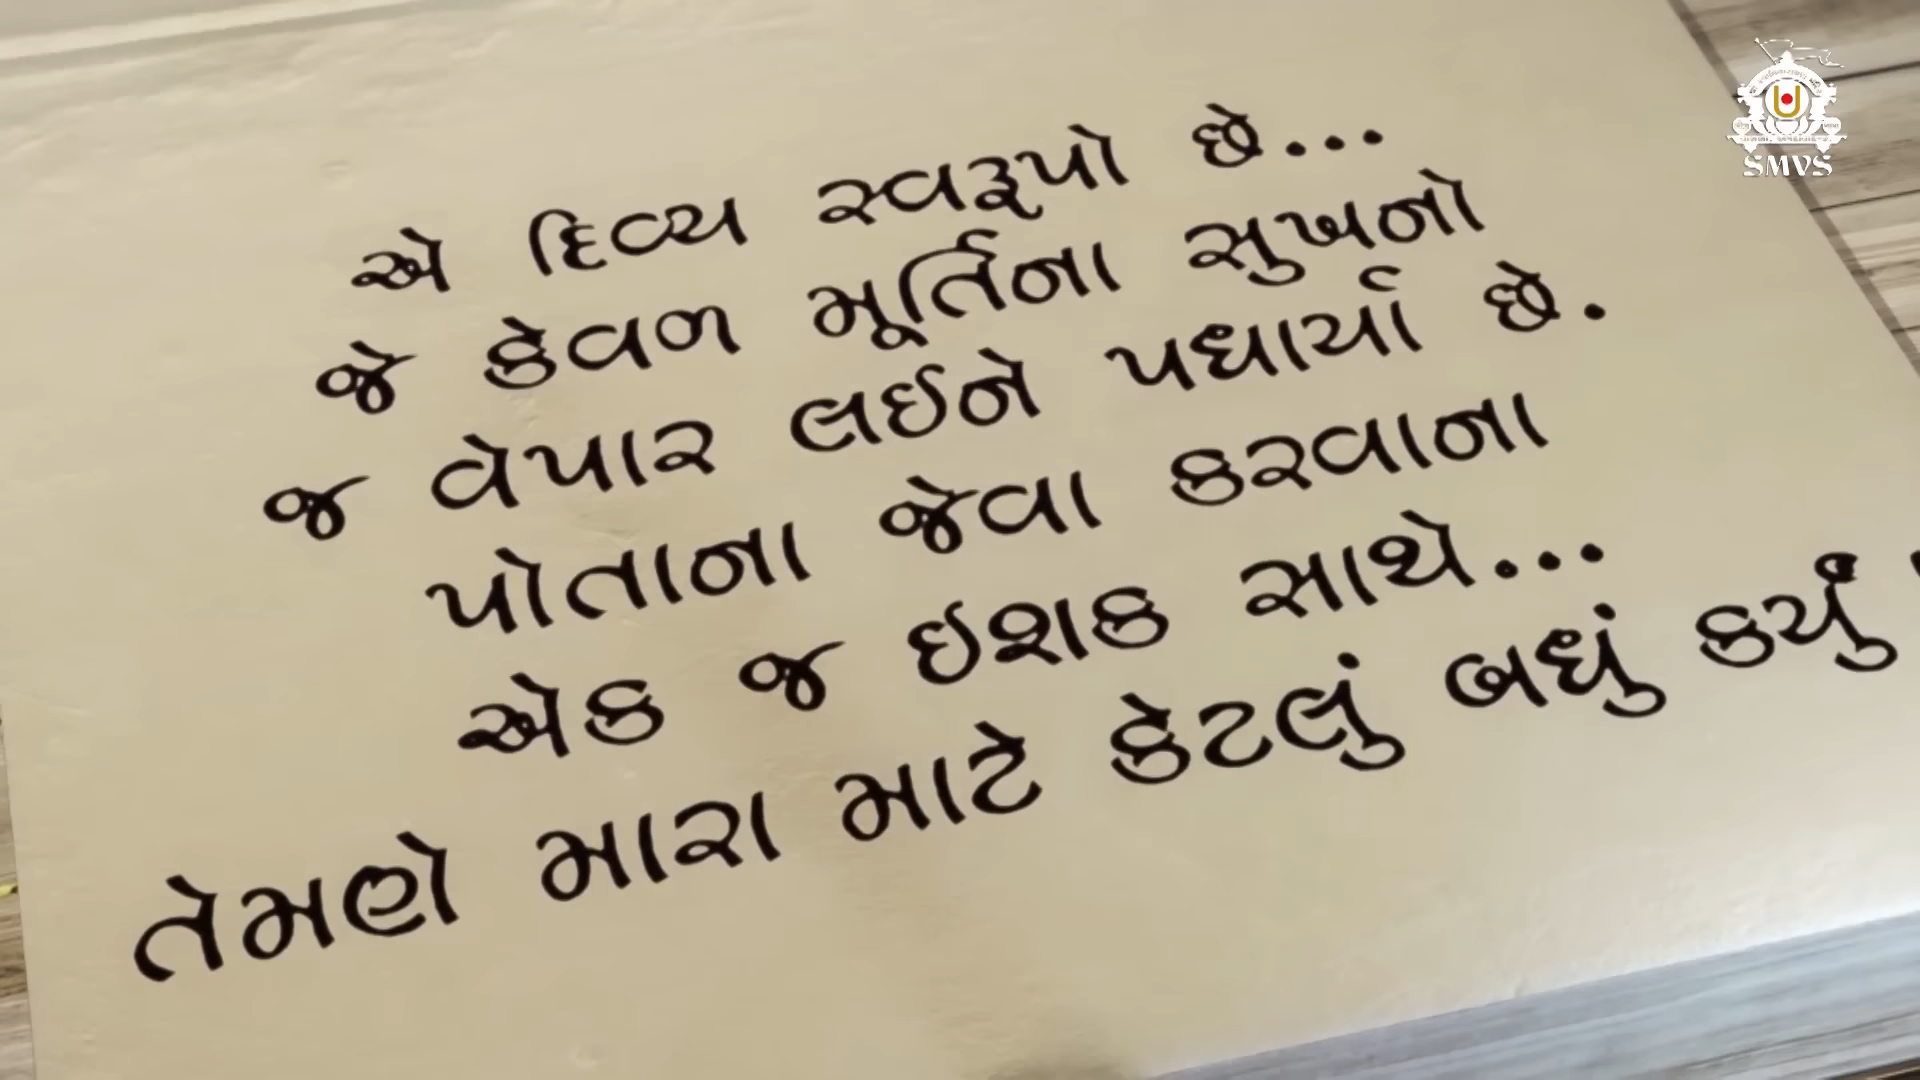 એ દિવ્ય સ્વરૂપો છે...
જે કેવળ મૂર્તિના સુખનો
જ વેપાર લઈને પધાર્યા છે.
પોતાના જેવા કરવાના
એક જ ઇશક સાથે...
તેમણે મારા માટે કેટલું બધું કર્યું
SMVS